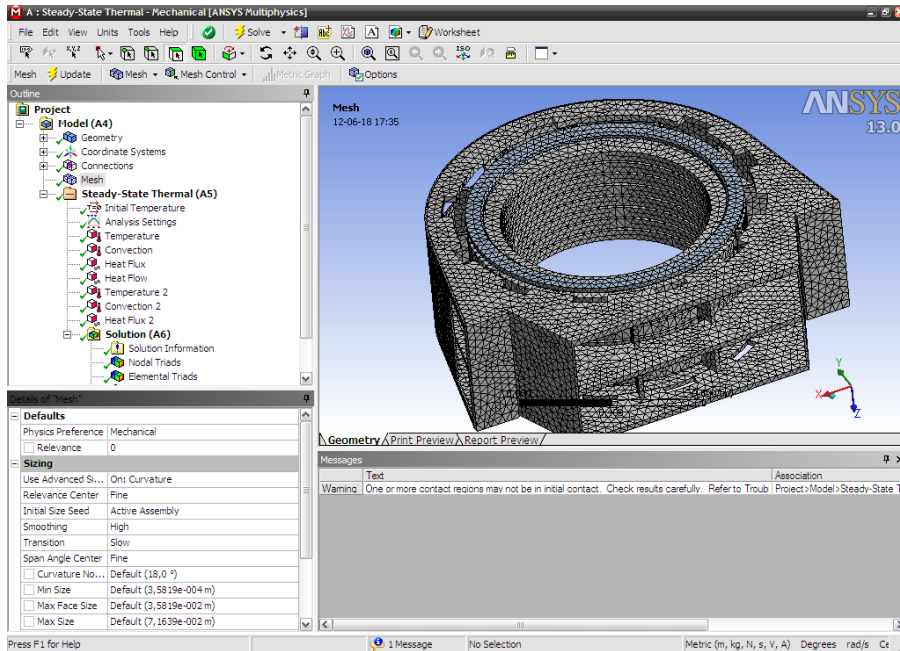 A : Steady-State Thermal - Mechanical [ANSYS Multiphysics]
File Edit View Units Tools Help Solve Worksheet
Mesh Update Mesh Mesh Control Metric Graph Options
Outline
Project
Model (A4)
Geometry
Coordinate Systems
Connections
Mesh
Steady-State Thermal (A5)
Initial Temperature
Analysis Settings
Temperature
Convection
Heat Flux
Heat Flow
Temperature 2
Convection 2
Heat Flux 2
Solution (A6)
Solution Information
Nodal Triads
Elemental Triads
Details of "Mesh"
Defaults
Physics Preference Mechanical
Relevance 0
Sizing
Use Advanced Si... On: Curvature
Relevance Center Fine
Initial Size Seed Active Assembly
Smoothing High
Transition Slow
Span Angle Center Fine
Curvature No... Default (18,0 °)
Min Size Default (3,5819e-004 m)
Max Face Size Default (3,5819e-002 m)
Max Size Default (7,1639e-002 m)
Mesh
12-06-18 17:35
ANSYS
13.0
Y
X
Z
Geometry Print Preview Report Preview
Messages
Text Association
Warning One or more contact regions may not be in initial contact. Check results carefully. Refer to Troub Project>Model>Steady-State T
Press F1 for Help 1 Message No Selection Metric (m, kg, N, s, V, A) Degrees rad/s Ce